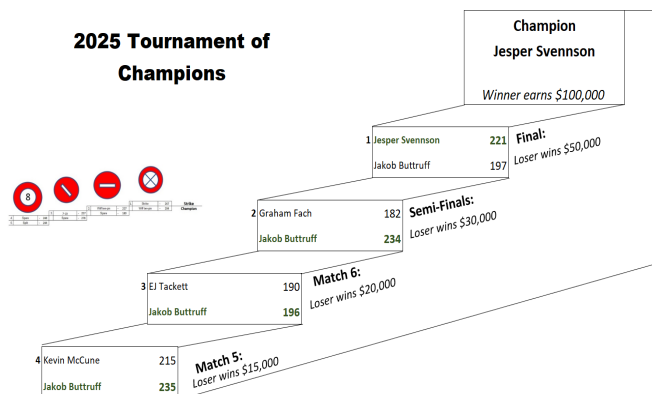 2025 Tournament of
Champions
Champion
Jesper Svennson
Winner earns $100,000
1 Jesper Svennson 221
Jakob Buttruff 197
Final:
Loser wins $50,000
2 Graham Fach 182
Jakob Buttruff 234
Semi-Finals:
Loser wins $30,000
3 EJ Tackett 190
Jakob Buttruff 196
Match 6:
Loser wins $20,000
4 Kevin McCune 215
Jakob Buttruff 235
Match 5:
Loser wins $15,000
8
Strike
Champion